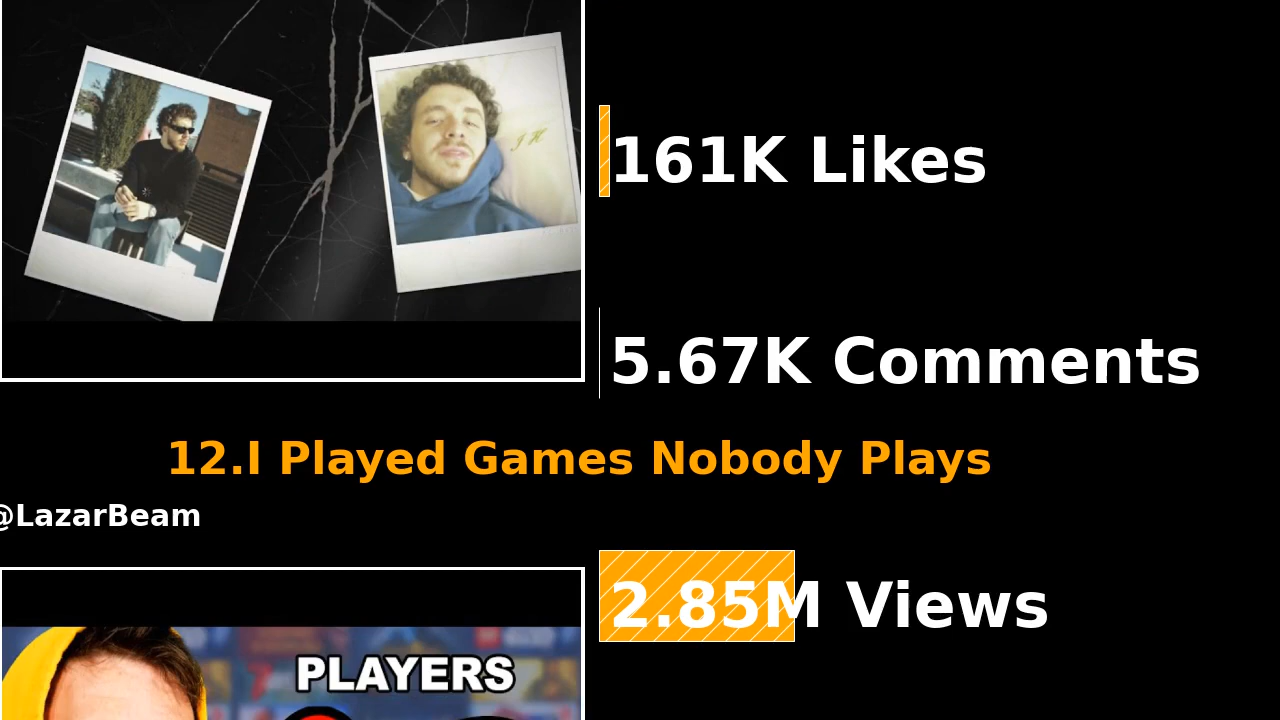 J H
161K Likes
5.67K Comments
12.I Played Games Nobody Plays
@LazarBeam
2.85M Views
PLAYERS